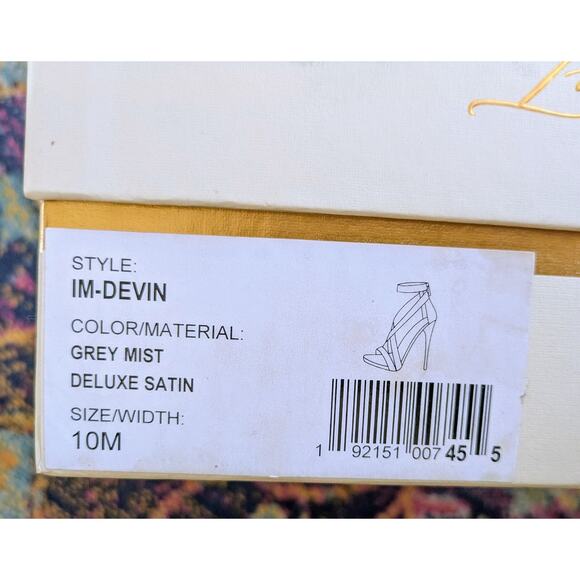 STYLE:
IM-DEVIN
COLOR/MATERIAL:
GREY MIST
DELUXE SATIN
SIZE/WIDTH:
10M
1 92151 00745 5